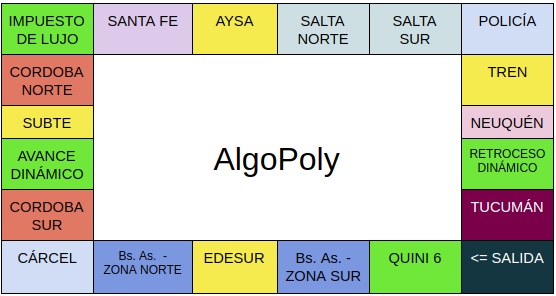 IMPUESTO
DE LUJO
SANTA FE
AYSA
SALTA
NORTE
SALTA
SUR
POLICÍA
CORDOBA
NORTE
TREN
SUBTE
NEUQUÉN
AVANCE
DINÁMICO
RETROCESO
DINÁMICO
AlgoPoly
CORDOBA
SUR
TUCUMÁN
CÁRCEL
Bs. As. -
ZONA NORTE
EDESUR
Bs. As. -
ZONA SUR
QUINI 6
<= SALIDA